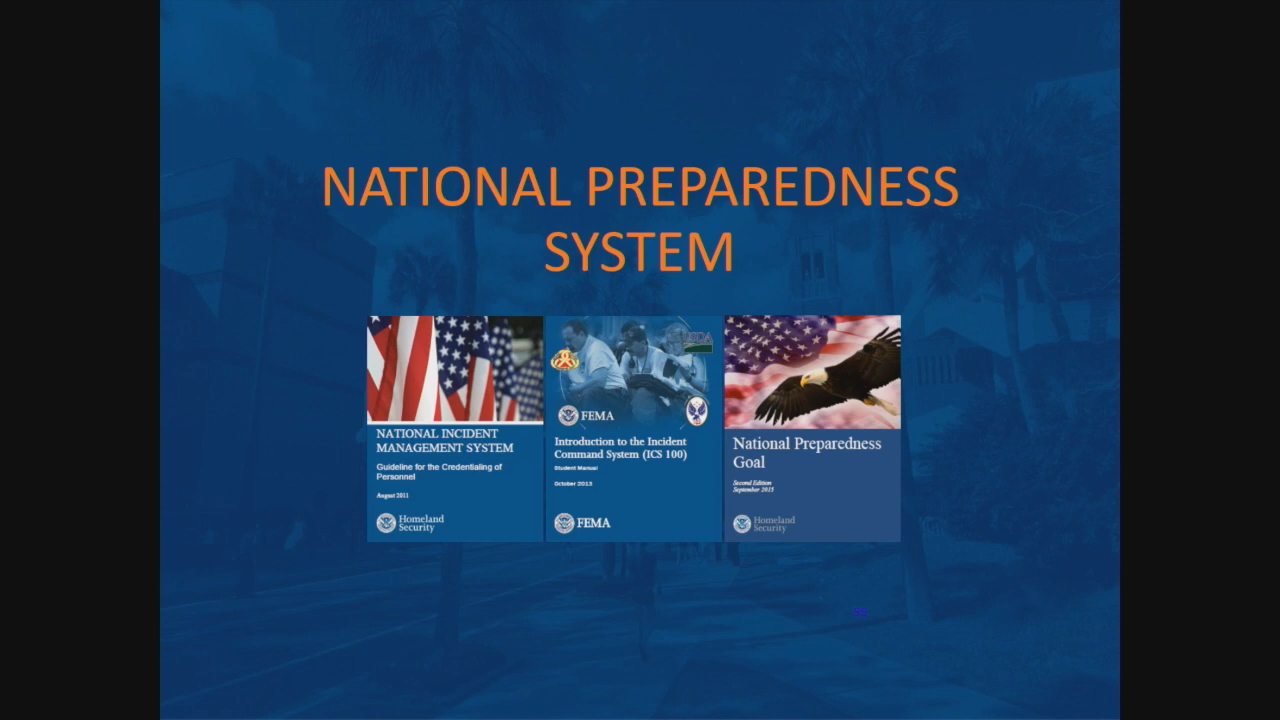 NATIONAL PREPAREDNESS
SYSTEM
NATIONAL INCIDENT
MANAGEMENT SYSTEM
Guideline for the Credentialing of
Personnel
August 2011
Homeland
Security
FEMA
Introduction to the Incident
Command System (ICS 100)
Student Manual
October 2013
FEMA
National Preparedness
Goal
Second Edition
September 2015
Homeland
Security